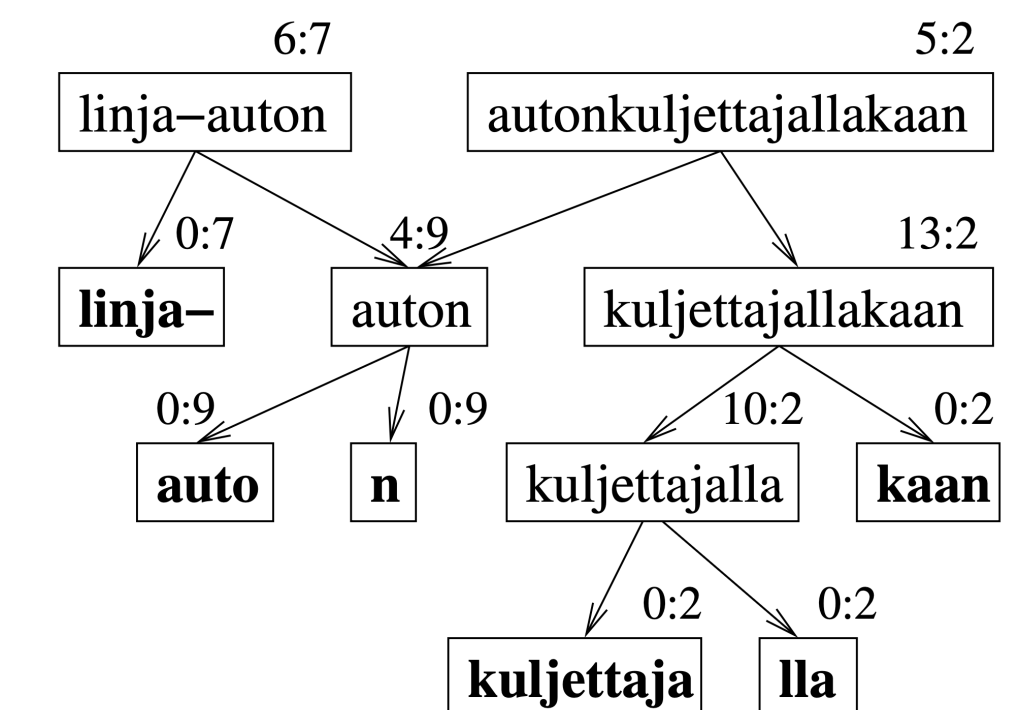 6:7 5:2
linja–auton autonkuljettajallakaan
0:7 4:9 13:2
linja– auton kuljettajallakaan
0:9 0:9 10:2 0:2
auto n kuljettajalla kaan
0:2 0:2
kuljettaja lla